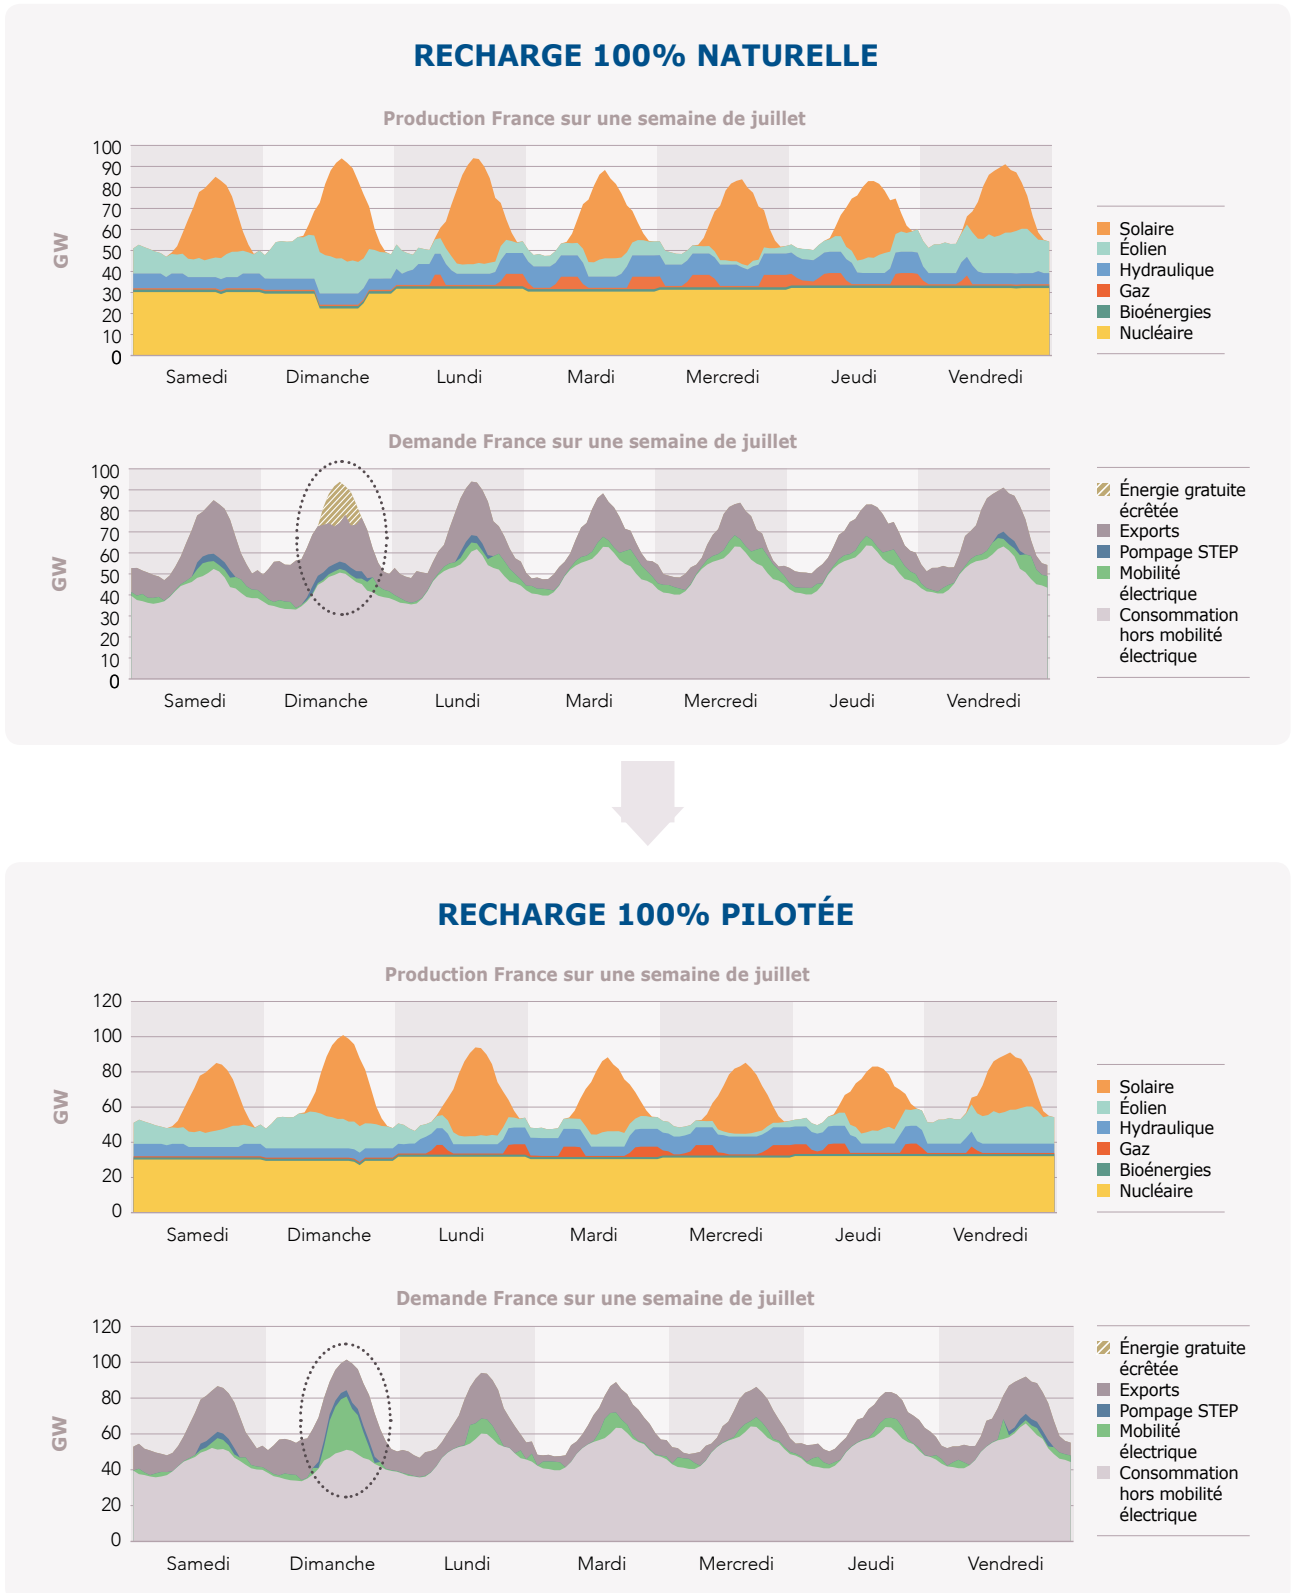 RECHARGE 100% NATURELLE
Production France sur une semaine de juillet
100
90
80
70
60
50
40
30
20
10
0
GW
Samedi
Dimanche
Lundi
Mardi
Mercredi
Jeudi
Vendredi
Solaire
Éolien
Hydraulique
Gaz
Bioénergies
Nucléaire
Demande France sur une semaine de juillet
100
90
80
70
60
50
40
30
20
10
0
GW
Samedi
Dimanche
Lundi
Mardi
Mercredi
Jeudi
Vendredi
Énergie gratuite
écrêtée
Exports
Pompage STEP
Mobilité
électrique
Consommation
hors mobilité
électrique
RECHARGE 100% PILOTÉE
Production France sur une semaine de juillet
120
100
80
60
40
20
0
GW
Samedi
Dimanche
Lundi
Mardi
Mercredi
Jeudi
Vendredi
Solaire
Éolien
Hydraulique
Gaz
Bioénergies
Nucléaire
Demande France sur une semaine de juillet
120
100
80
60
40
20
0
GW
Samedi
Dimanche
Lundi
Mardi
Mercredi
Jeudi
Vendredi
Énergie gratuite
écrêtée
Exports
Pompage STEP
Mobilité
électrique
Consommation
hors mobilité
électrique